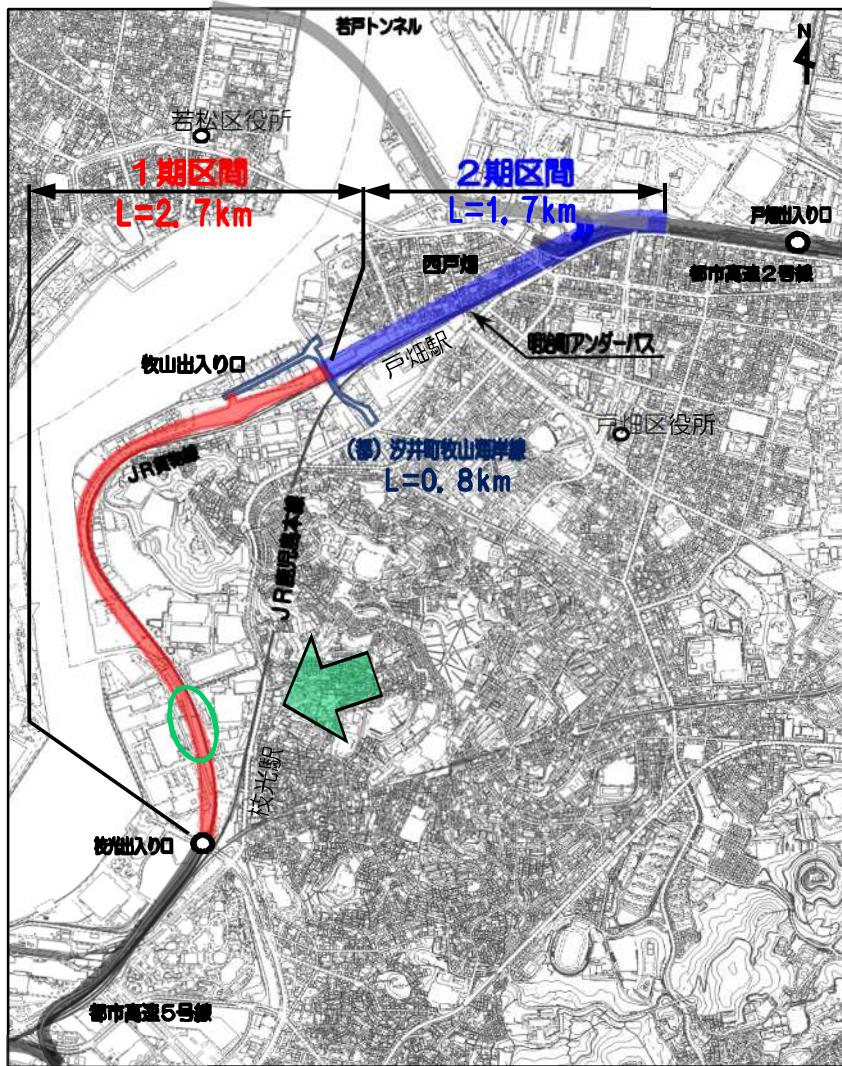 若戸トンネル
N
若松区役所
1期区間
L=2.7km
2期区間
L=1.7km
戸畑出入り口
都市高速2号線
西戸畑
明治町アンダーパス
戸畑駅
牧山出入り口
戸畑区役所
(都)汐井町牧山海岸線
L=0.8km
JR貨物線
JR鹿児島本線
枝光駅
枝光出入り口
都市高速5号線